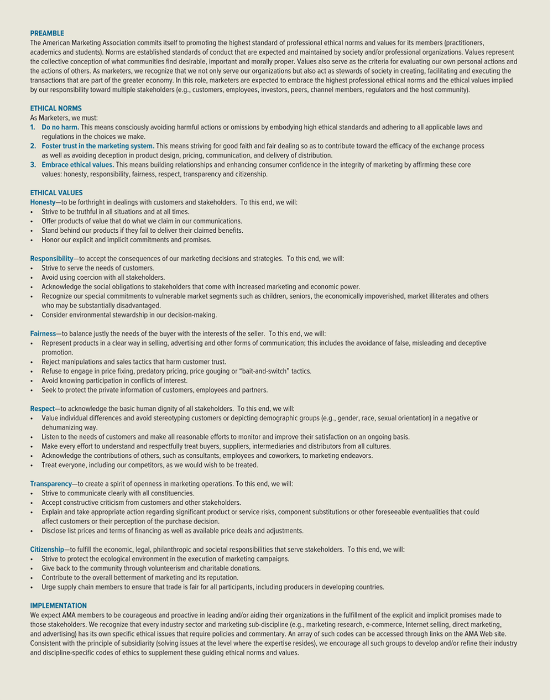 PREAMBLE
The American Marketing Association commits itself to promoting the highest standard of professional ethical norms and values for its members (practitioners,
academics and students). Norms are established standards of conduct that are expected and maintained by society and/or professional organizations. Values represent
the collective conception of what communities find desirable, important and morally proper. Values also serve as the criteria for evaluating our own personal actions and
the actions of others. As marketers, we recognize that we not only serve our organizations but also act as stewards of society in creating, facilitating and executing the
transactions that are part of the greater economy. In this role, marketers are expected to embrace the highest professional ethical norms and the ethical values implied
by our responsibility toward multiple stakeholders (e.g., customers, employees, investors, peers, channel members, regulators and the host community).
ETHICAL NORMS
As Marketers, we must:
1. Do no harm. This means consciously avoiding harmful actions or omissions by embodying high ethical standards and adhering to all applicable laws and
regulations in the choices we make.
2. Foster trust in the marketing system. This means striving for good faith and fair dealing so as to contribute toward the efficacy of the exchange process
as well as avoiding deception in product design, pricing, communication, and delivery of distribution.
3. Embrace ethical values. This means building relationships and enhancing consumer confidence in the integrity of marketing by affirming these core
values: honesty, responsibility, fairness, respect, transparency and citizenship.
ETHICAL VALUES
Honesty—to be forthright in dealings with customers and stakeholders. To this end, we will:
• Strive to be truthful in all situations and at all times.
• Offer products of value that do what we claim in our communications.
• Stand behind our products if they fail to deliver their claimed benefits.
• Honor our explicit and implicit commitments and promises.
Responsibility—to accept the consequences of our marketing decisions and strategies. To this end, we will:
• Strive to serve the needs of customers.
• Avoid using coercion with all stakeholders.
• Acknowledge the social obligations to stakeholders that come with increased marketing and economic power.
• Recognize our special commitments to vulnerable market segments such as children, seniors, the economically impoverished, market illiterates and others
who may be substantially disadvantaged.
• Consider environmental stewardship in our decision-making.
Fairness—to balance justly the needs of the buyer with the interests of the seller. To this end, we will:
• Represent products in a clear way in selling, advertising and other forms of communication; this includes the avoidance of false, misleading and deceptive
promotion.
• Reject manipulations and sales tactics that harm customer trust.
• Refuse to engage in price fixing, predatory pricing, price gouging or “bait-and-switch” tactics.
• Avoid knowing participation in conflicts of interest.
• Seek to protect the private information of customers, employees and partners.
Respect—to acknowledge the basic human dignity of all stakeholders. To this end, we will:
• Value individual differences and avoid stereotyping customers or depicting demographic groups (e.g., gender, race, sexual orientation) in a negative or
dehumanizing way.
• Listen to the needs of customers and make all reasonable efforts to monitor and improve their satisfaction on an ongoing basis.
• Make every effort to understand and respectfully treat buyers, suppliers, intermediaries and distributors from all cultures.
• Acknowledge the contributions of others, such as consultants, employees and coworkers, to marketing endeavors.
• Treat everyone, including our competitors, as we would wish to be treated.
Transparency—to create a spirit of openness in marketing operations. To this end, we will:
• Strive to communicate clearly with all constituencies.
• Accept constructive criticism from customers and other stakeholders.
• Explain and take appropriate action regarding significant product or service risks, component substitutions or other foreseeable eventualities that could
affect customers or their perception of the purchase decision.
• Disclose list prices and terms of financing as well as available price deals and adjustments.
Citizenship—to fulfill the economic, legal, philanthropic and societal responsibilities that serve stakeholders. To this end, we will:
• Strive to protect the ecological environment in the execution of marketing campaigns.
• Give back to the community through volunteerism and charitable donations.
• Contribute to the overall betterment of marketing and its reputation.
• Urge supply chain members to ensure that trade is fair for all participants, including producers in developing countries.
IMPLEMENTATION
We expect AMA members to be courageous and proactive in leading and/or aiding their organizations in the fulfillment of the explicit and implicit promises made to
those stakeholders. We recognize that every industry sector and marketing sub-discipline (e.g., marketing research, e-commerce, Internet selling, direct marketing,
and advertising) has its own specific ethical issues that require policies and commentary. An array of such codes can be accessed through links on the AMA Web site.
Consistent with the principle of subsidiarity (solving issues at the level where the expertise resides), we encourage all such groups to develop and/or refine their industry
and discipline-specific codes of ethics to supplement these guiding ethical norms and values.